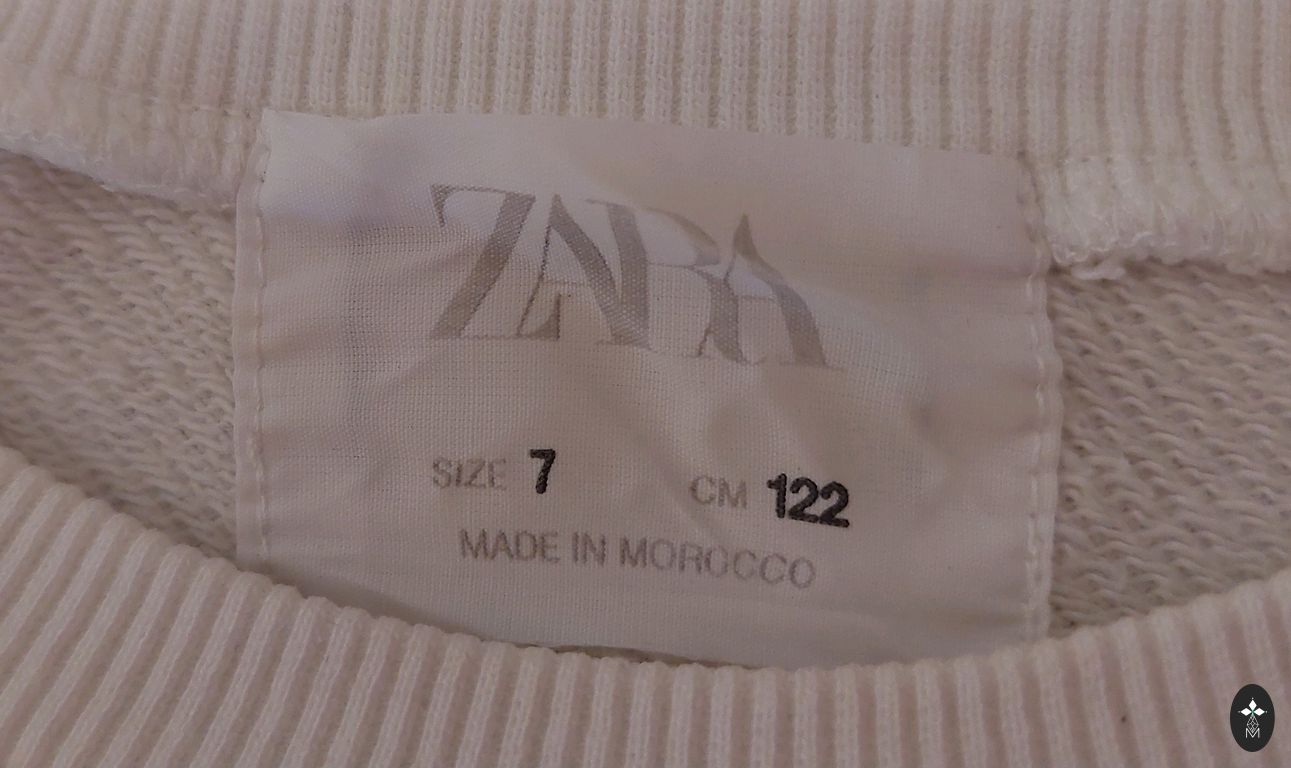 ZARA
SIZE 7 CM 122
MADE IN MOROCCO
M